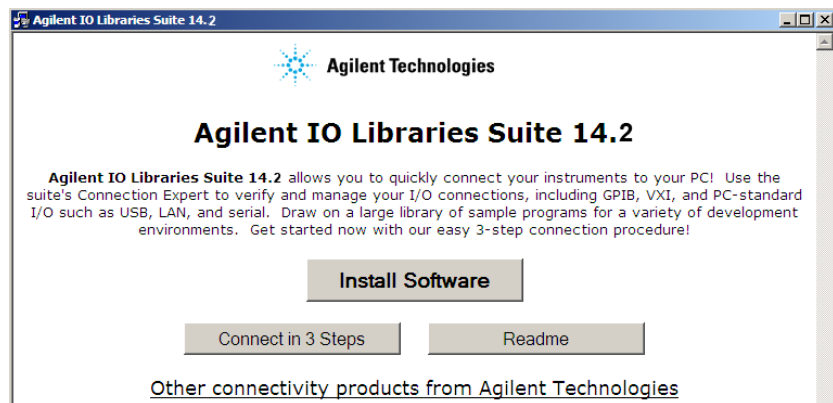 Agilent IO Libraries Suite 14.2
Agilent Technologies
Agilent IO Libraries Suite 14.2
Agilent IO Libraries Suite 14.2 allows you to quickly connect your instruments to your PC! Use the
suite's Connection Expert to verify and manage your I/O connections, including GPIB, VXI, and PC-standard
I/O such as USB, LAN, and serial. Draw on a large library of sample programs for a variety of development
environments. Get started now with our easy 3-step connection procedure!
Install Software
Connect in 3 Steps
Readme
Other connectivity products from Agilent Technologies